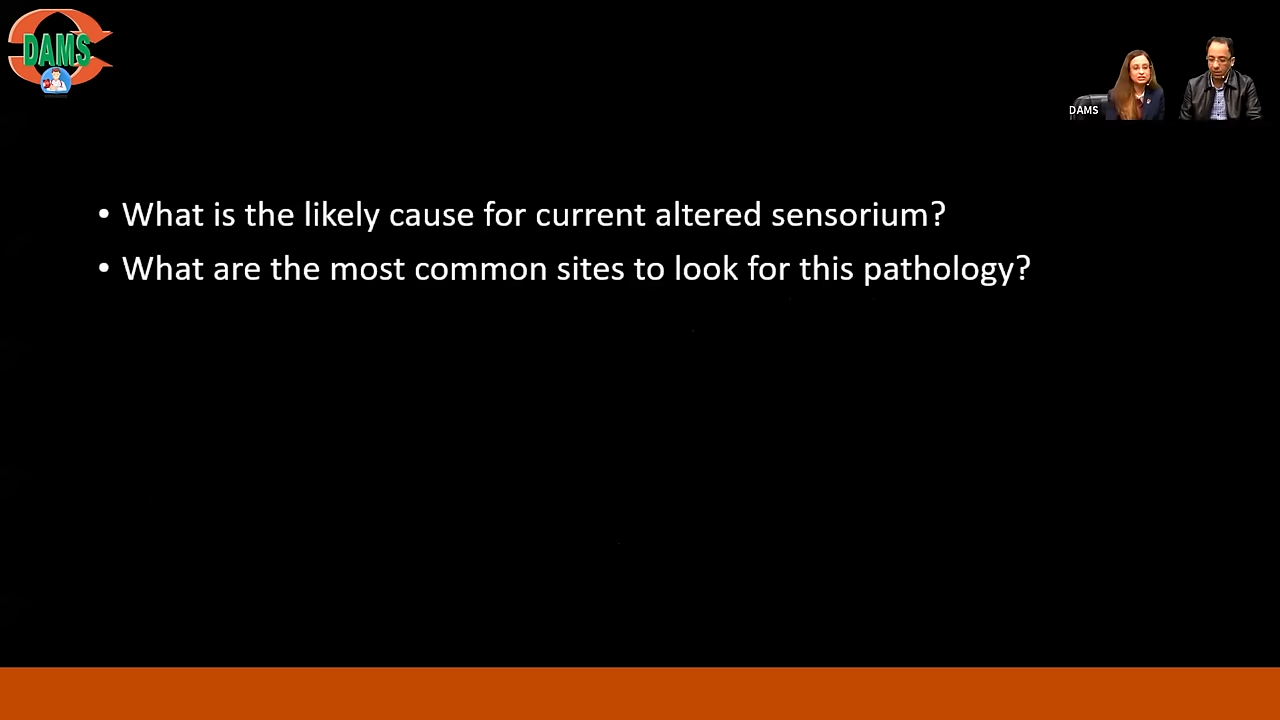 DAMS
DAMS
• What is the likely cause for current altered sensorium?
• What are the most common sites to look for this pathology?